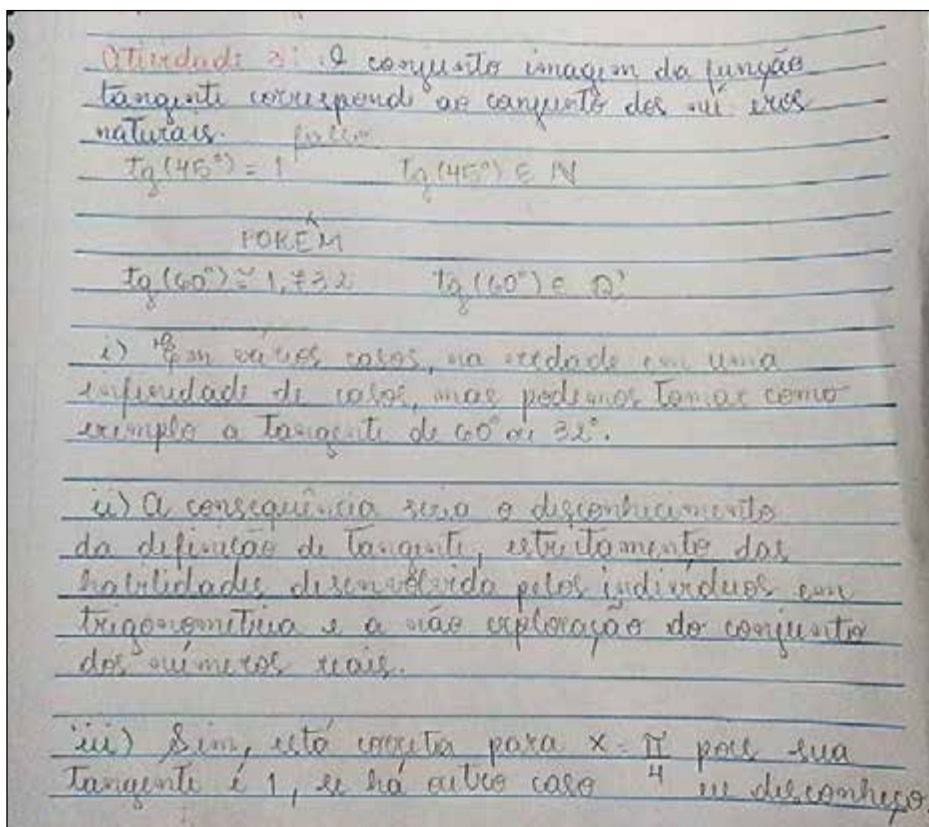 Atividade 3: O conjunto imagem da função
tangente corresponde ao conjunto dos nú eros
naturais. falso
tg(45°) = 1 tg(45°) ∈ N
PORÉM
tg(60°) ≅ 1,732 tg(60°) ∈ Q'
i) Em vários casos, na verdade em uma
infinidade de casos, mas podemos tomar como
exemplo a tangente de 60° ou 32°.
ii) A consequência seria o desconhecimento
da definição de tangente, estreitamento das
habilidades desenvolvida pelos indivíduos em
trigonometria e a não exploração do conjunto
dos números reais.
iii) Sim, está correta para x = π/4 pois sua
tangente é 1, se há outro caso eu desconheço.